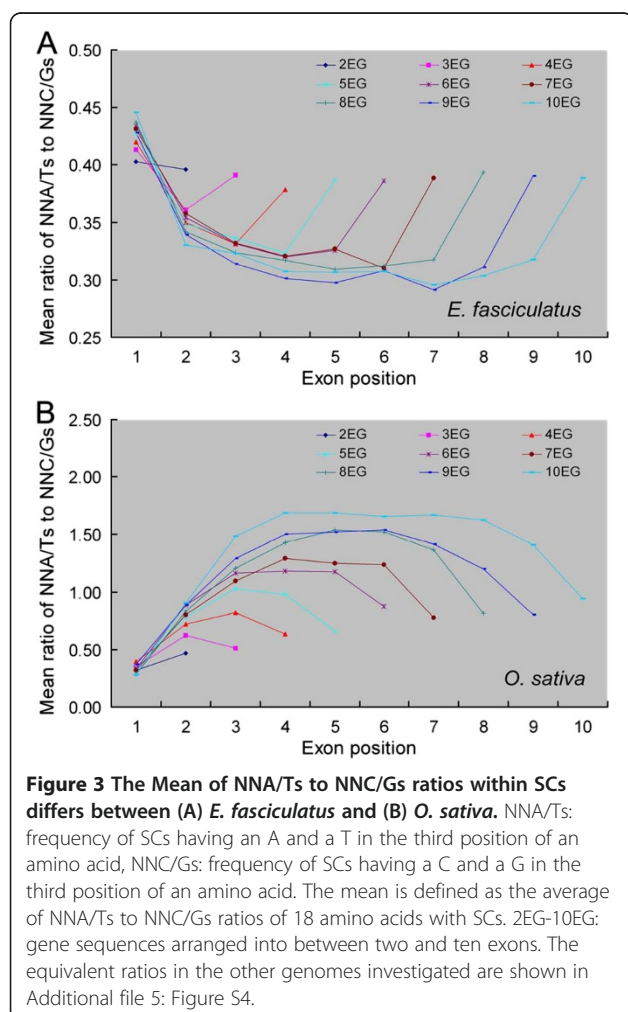 A
Mean ratio of NNA/Ts to NNC/Gs
0.50
0.45
0.40
0.35
0.30
0.25
2EG 3EG 4EG
5EG 6EG 7EG
8EG 9EG 10EG
E. fasciculatus
1 2 3 4 5 6 7 8 9 10
Exon position
B
Mean ratio of NNA/Ts to NNC/Gs
2.50
2.00
1.50
1.00
0.50
0.00
2EG 3EG 4EG
5EG 6EG 7EG
8EG 9EG 10EG
O. sativa
1 2 3 4 5 6 7 8 9 10
Exon position
Figure 3 The Mean of NNA/Ts to NNC/Gs ratios within SCs
differs between (A) E. fasciculatus and (B) O. sativa. NNA/Ts:
frequency of SCs having an A and a T in the third position of an
amino acid, NNC/Gs: frequency of SCs having a C and a G in the
third position of an amino acid. The mean is defined as the average
of NNA/Ts to NNC/Gs ratios of 18 amino acids with SCs. 2EG-10EG:
gene sequences arranged into between two and ten exons. The
equivalent ratios in the other genomes investigated are shown in
Additional file 5: Figure S4.